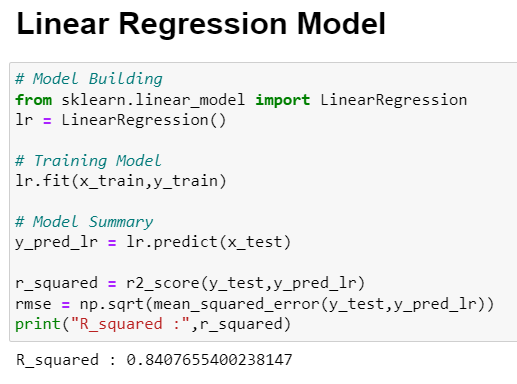 Linear Regression Model
# Model Building
from sklearn.linear_model import LinearRegression
lr = LinearRegression()
# Training Model
lr.fit(x_train,y_train)
# Model Summary
y_pred_lr = lr.predict(x_test)
r_squared = r2_score(y_test,y_pred_lr)
rmse = np.sqrt(mean_squared_error(y_test,y_pred_lr))
print("R_squared :",r_squared)
R_squared : 0.8407655400238147